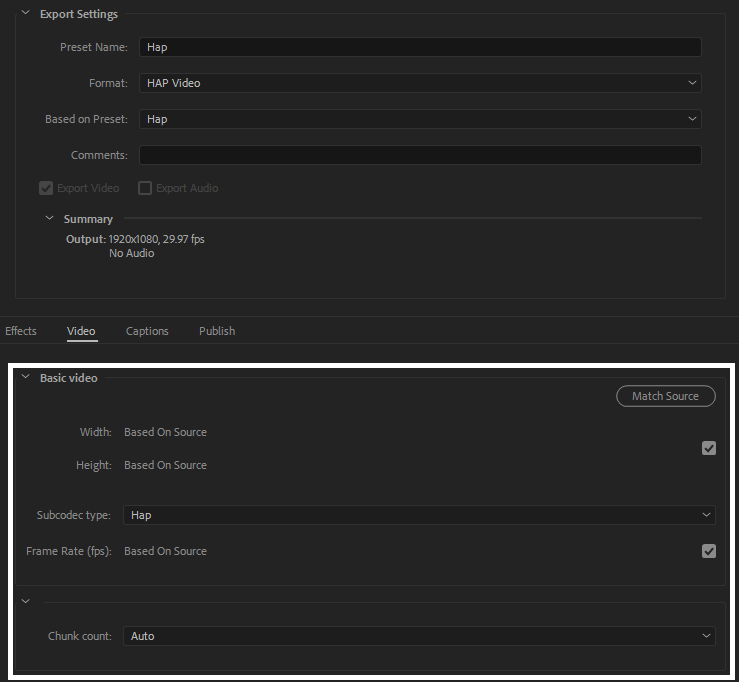 Export Settings
Preset Name: Hap
Format: HAP Video
Based on Preset: Hap
Comments:
Export Video Export Audio
Summary
Output: 1920x1080, 29.97 fps
No Audio
Effects Video Captions Publish
Basic video
Match Source
Width: Based On Source
Height: Based On Source
Subcodec type: Hap
Frame Rate (fps): Based On Source
Chunk count: Auto